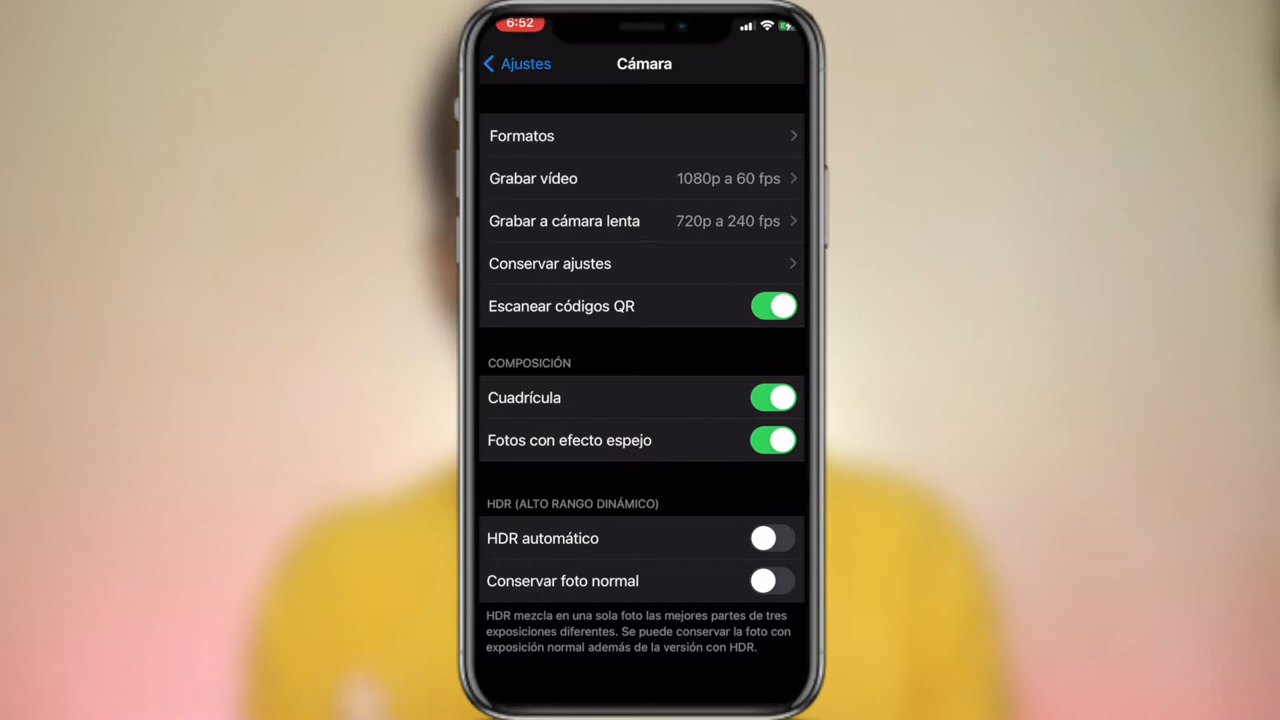 6:52
Ajustes
Cámara
Formatos
Grabar vídeo 1080p a 60 fps
Grabar a cámara lenta 720p a 240 fps
Conservar ajustes
Escanear códigos QR
COMPOSICIÓN
Cuadrícula
Fotos con efecto espejo
HDR (ALTO RANGO DINÁMICO)
HDR automático
Conservar foto normal
HDR mezcla en una sola foto las mejores partes de tres
exposiciones diferentes. Se puede conservar la foto con
exposición normal además de la versión con HDR.